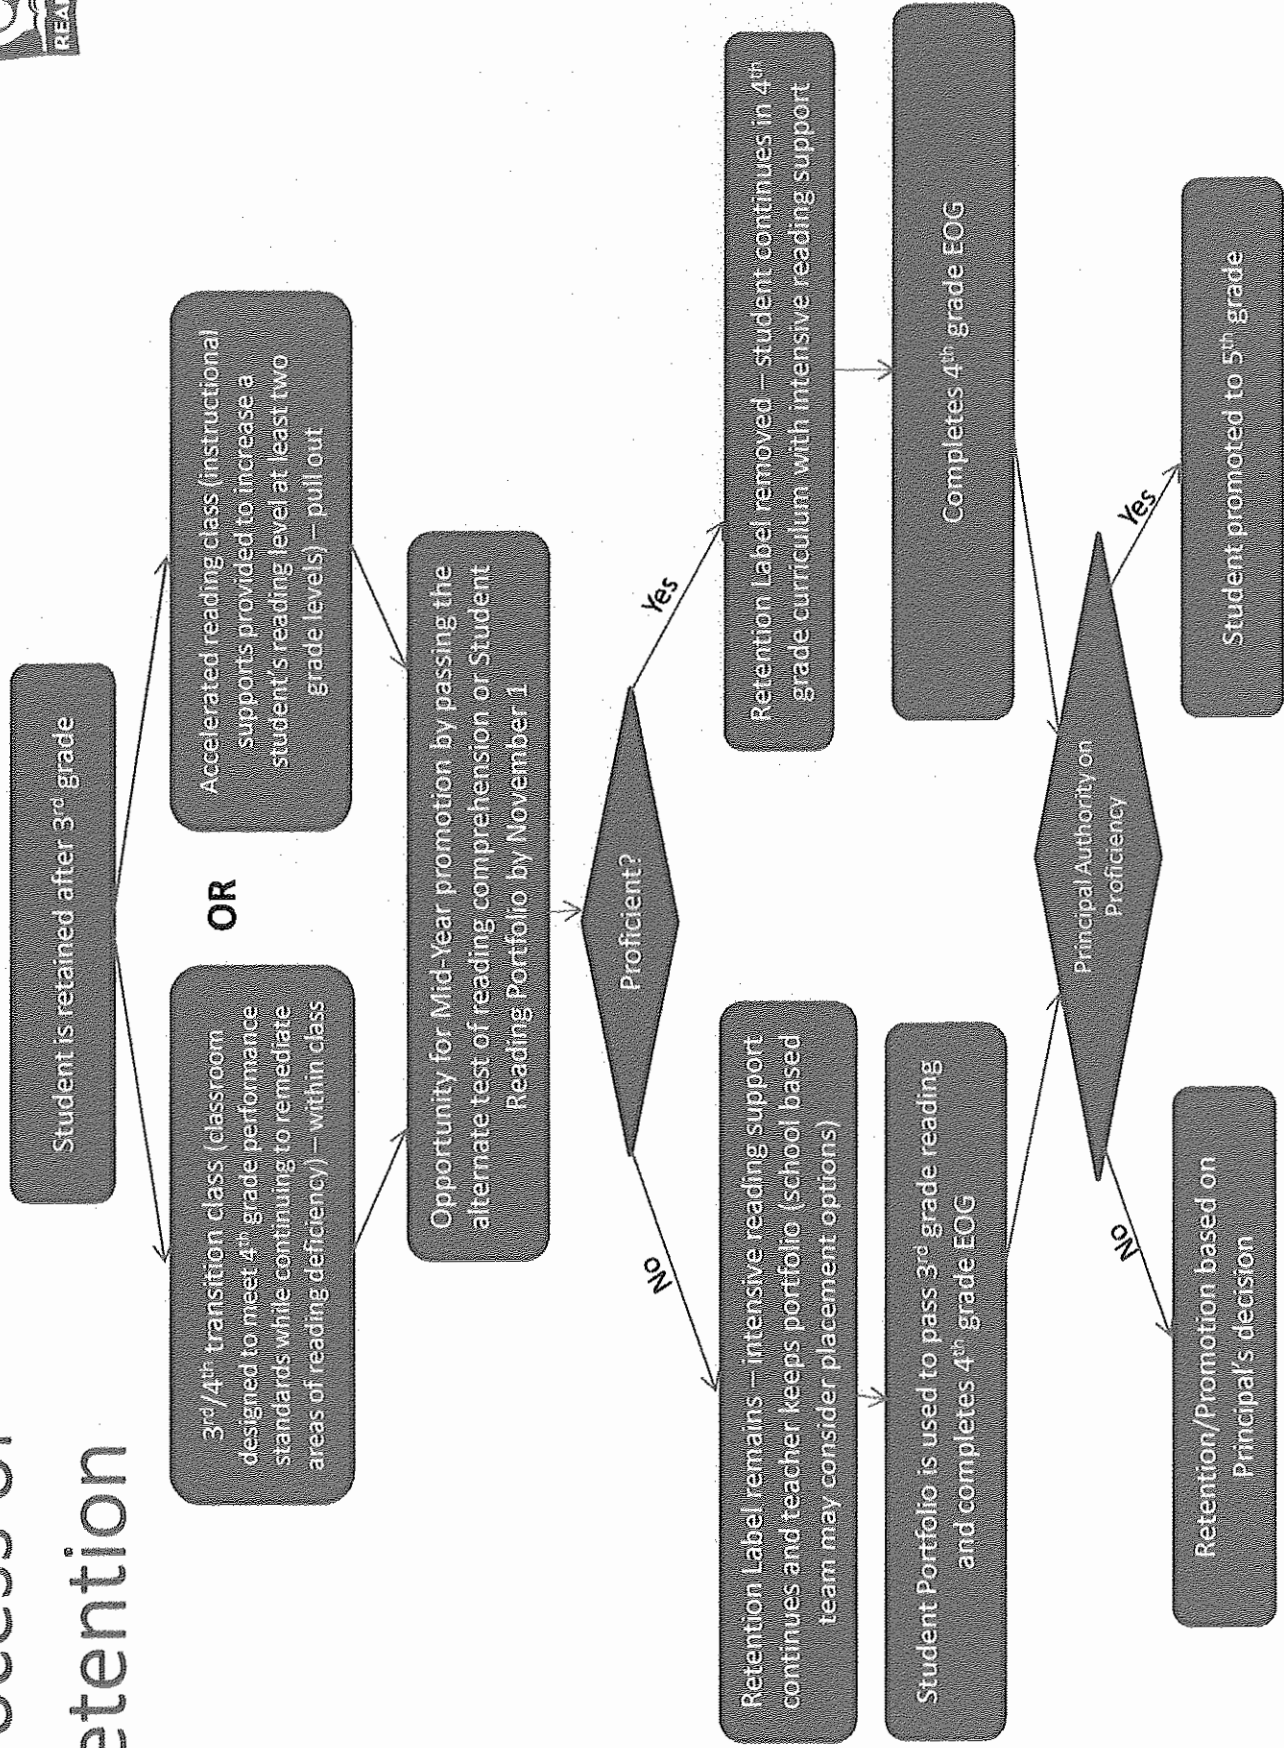 etention
Student is retained after 3rd grade
3rd/4th transition class (classroom
designed to meet 4th grade performance
standards while continuing to remediate
areas of reading deficiency) – within class
OR
Accelerated reading class (instructional
supports provided to increase a
student's reading level at least two
grade levels) – pull out
Opportunity for Mid-Year promotion by passing the
alternate test of reading comprehension or Student
Reading Portfolio by November 1
Proficient?
No
Yes
Retention Label remains – intensive reading support
continues and teacher keeps portfolio (school based
team may consider placement options)
Retention Label removed – student continues in 4th
grade curriculum with intensive reading support
Student Portfolio is used to pass 3rd grade reading
and completes 4th grade EOG
Completes 4th grade EOG
Principal Authority on
Proficiency
No
Yes
Retention/Promotion based on
Principal's decision
Student promoted to 5th grade